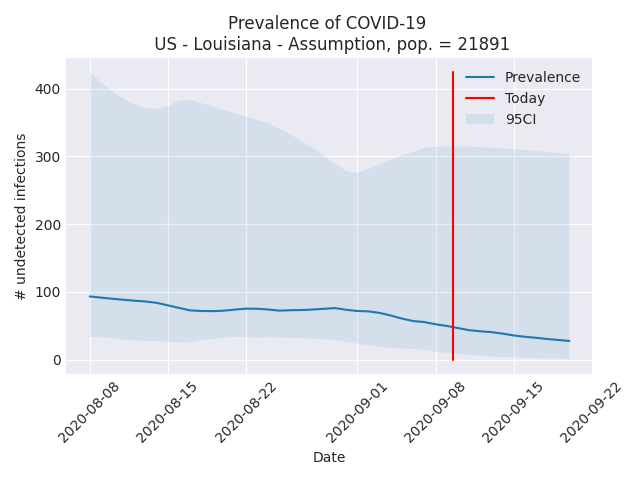 Prevalence of COVID-19
US - Louisiana - Assumption, pop. = 21891
Prevalence
Today
95CI
# undetected infections
400
300
200
100
0
2020-08-08
2020-08-15
2020-08-22
2020-09-01
2020-09-08
2020-09-15
2020-09-22
Date